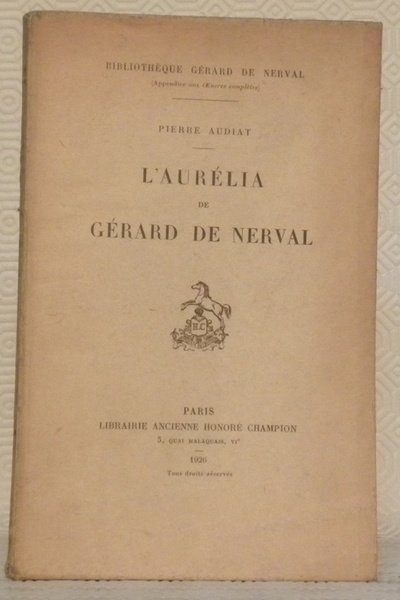 BIBLIOTHÈQUE GÉRARD DE NERVAL
(Appendice aux Œuvres complètes)
PIERRE AUDIAT
L'AURÉLIA
DE
GÉRARD DE NERVAL
H.C
PARIS
LIBRAIRIE ANCIENNE HONORÉ CHAMPION
5, QUAI MALAQUAIS, VIe
1926
Tous droits réservés